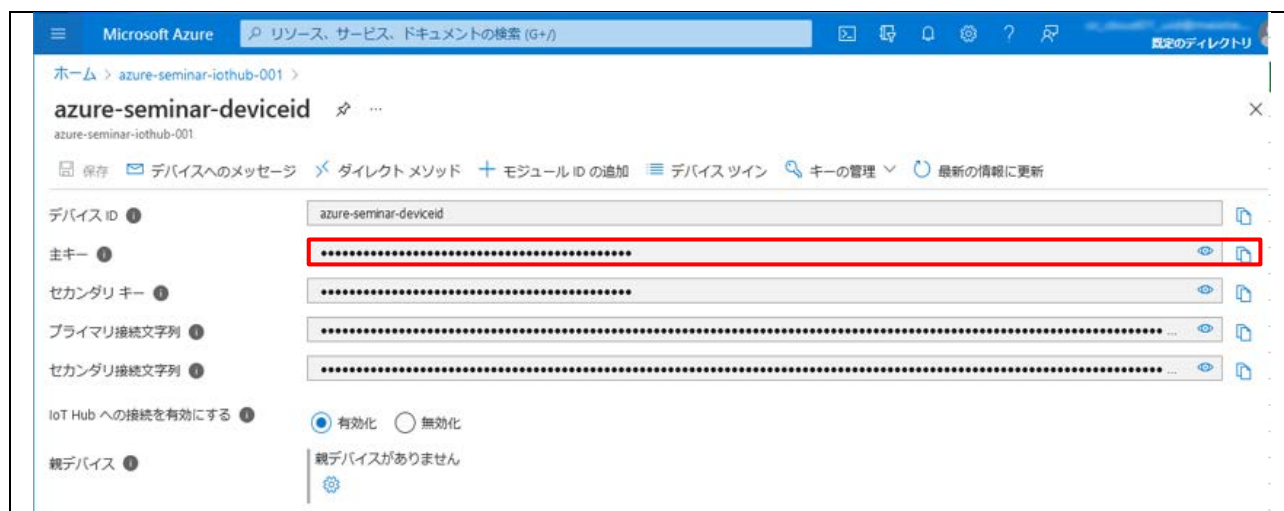 Microsoft Azure
リソース、サービス、ドキュメントの検索 (G+/)
既定のディレクトリ
ホーム > azure-seminar-iothub-001 >
azure-seminar-deviceid
azure-seminar-iothub-001
保存 デバイスへのメッセージ ダイレクト メソッド モジュール ID の追加 デバイス ツイン キーの管理 最新の情報に更新
デバイス ID azure-seminar-deviceid
主キー
セカンダリ キー
プライマリ接続文字列
セカンダリ接続文字列
IoT Hub への接続を有効にする 有効化 無効化
親デバイス 親デバイスがありません